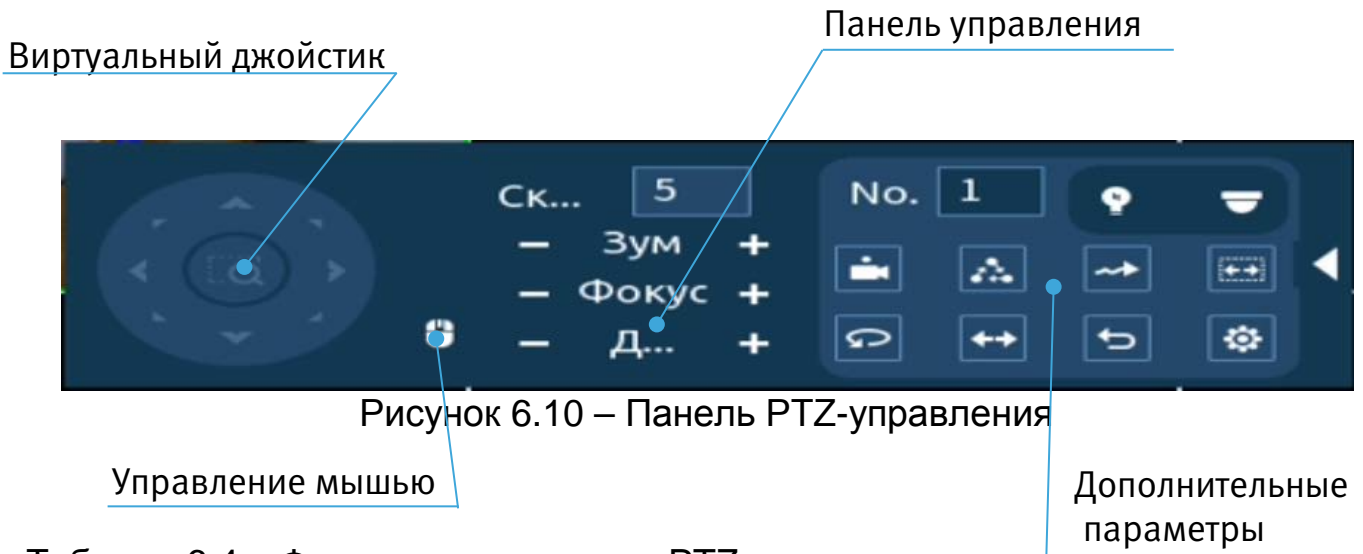 Панель управления
Виртуальный джойстик
Ск... 5
No. 1
− Зум +
− Фокус +
− Д... +
Рисунок 6.10 – Панель PTZ-управления
Управление мышью
Дополнительные
параметры